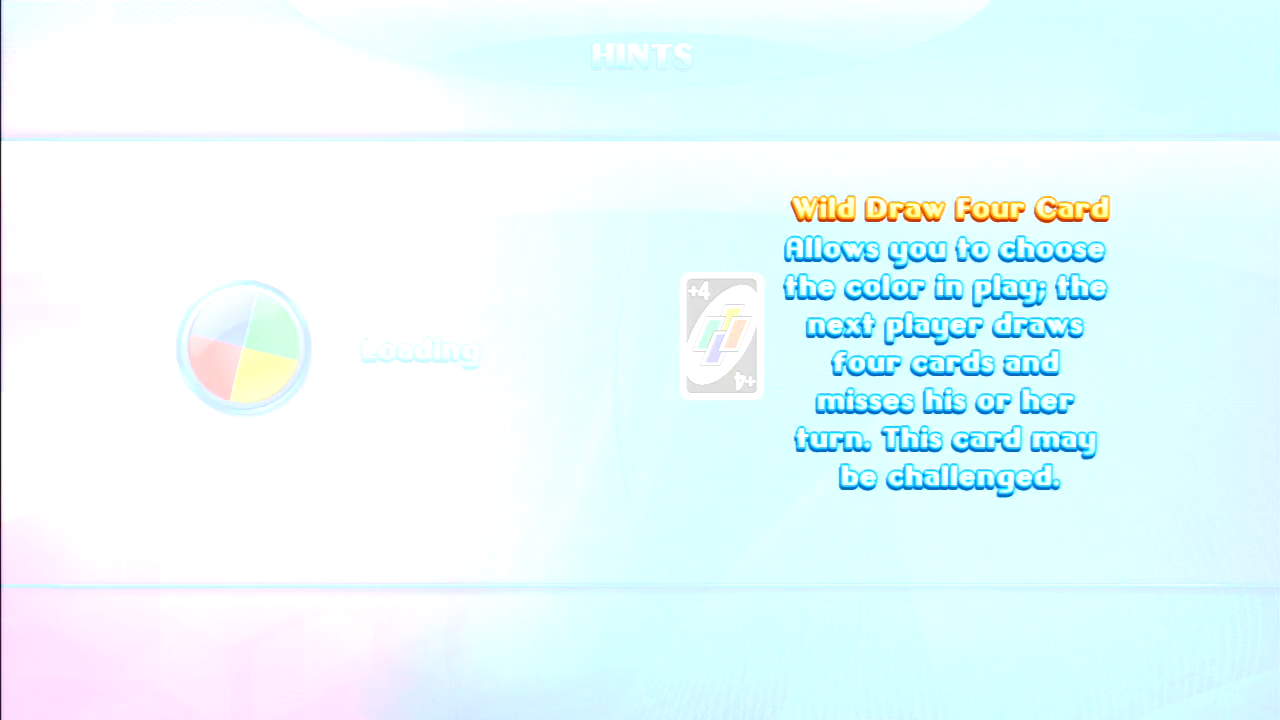 HINTS
Loading
+4
+4
Wild Draw Four Card
Allows you to choose
the color in play; the
next player draws
four cards and
misses his or her
turn. This card may
be challenged.